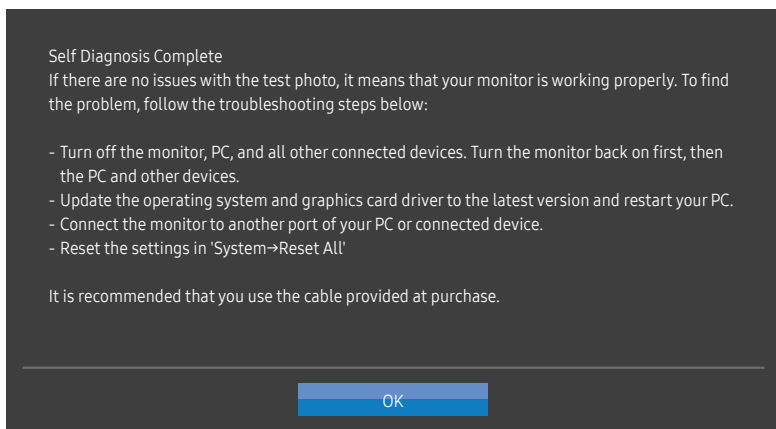 Self Diagnosis Complete
If there are no issues with the test photo, it means that your monitor is working properly. To find
the problem, follow the troubleshooting steps below:
- Turn off the monitor, PC, and all other connected devices. Turn the monitor back on first, then
the PC and other devices.
- Update the operating system and graphics card driver to the latest version and restart your PC.
- Connect the monitor to another port of your PC or connected device.
- Reset the settings in 'System→Reset All'
It is recommended that you use the cable provided at purchase.
OK